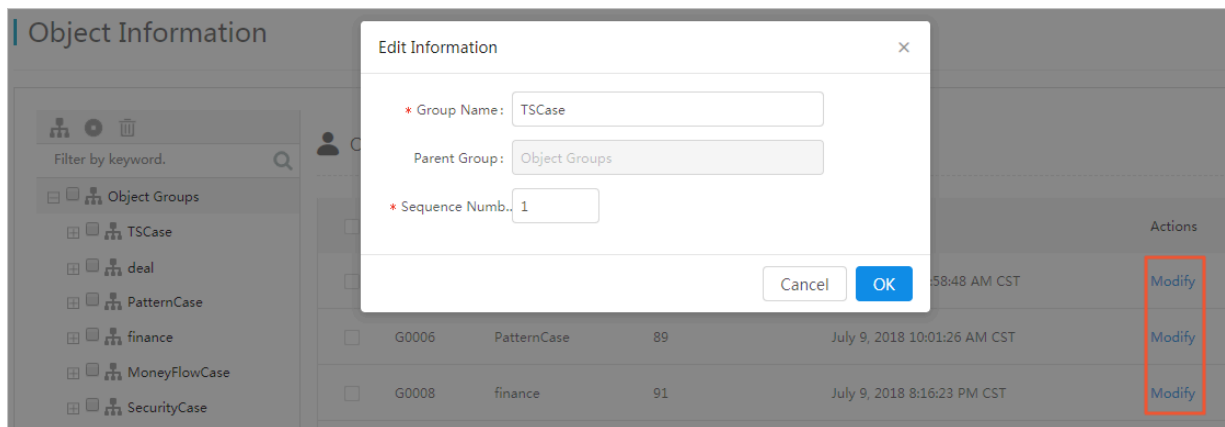 Object Information
Edit Information
* Group Name: TSCase
Parent Group: Object Groups
* Sequence Numb.. 1
Cancel OK
Filter by keyword.
Object Groups
TSCase
deal
PatternCase
finance
MoneyFlowCase
SecurityCase
Actions
:58:48 AM CST Modify
G0006 PatternCase 89 July 9, 2018 10:01:26 AM CST Modify
G0008 finance 91 July 9, 2018 8:16:23 PM CST Modify